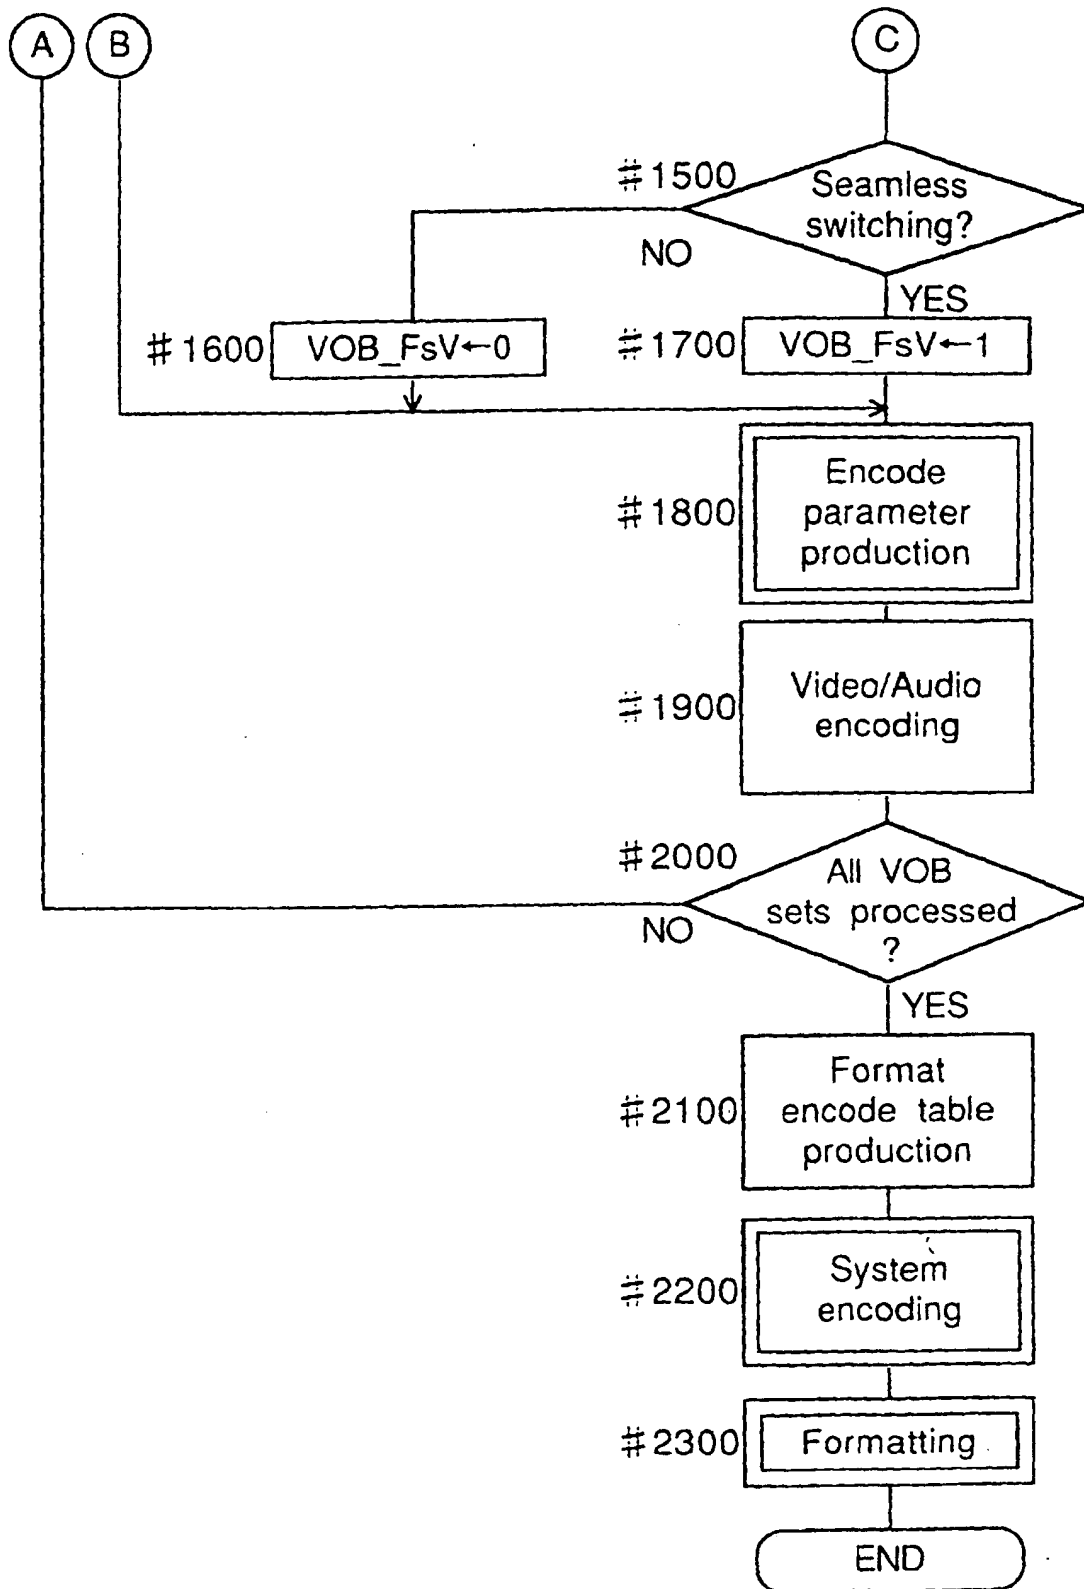 A
B
C
#1500
Seamless
switching?
NO
YES
#1600
VOB_FsV←0
#1700
VOB_FsV←1
#1800
Encode
parameter
production
#1900
Video/Audio
encoding
#2000
All VOB
sets processed
?
NO
YES
#2100
Format
encode table
production
#2200
System
encoding
#2300
Formatting
END